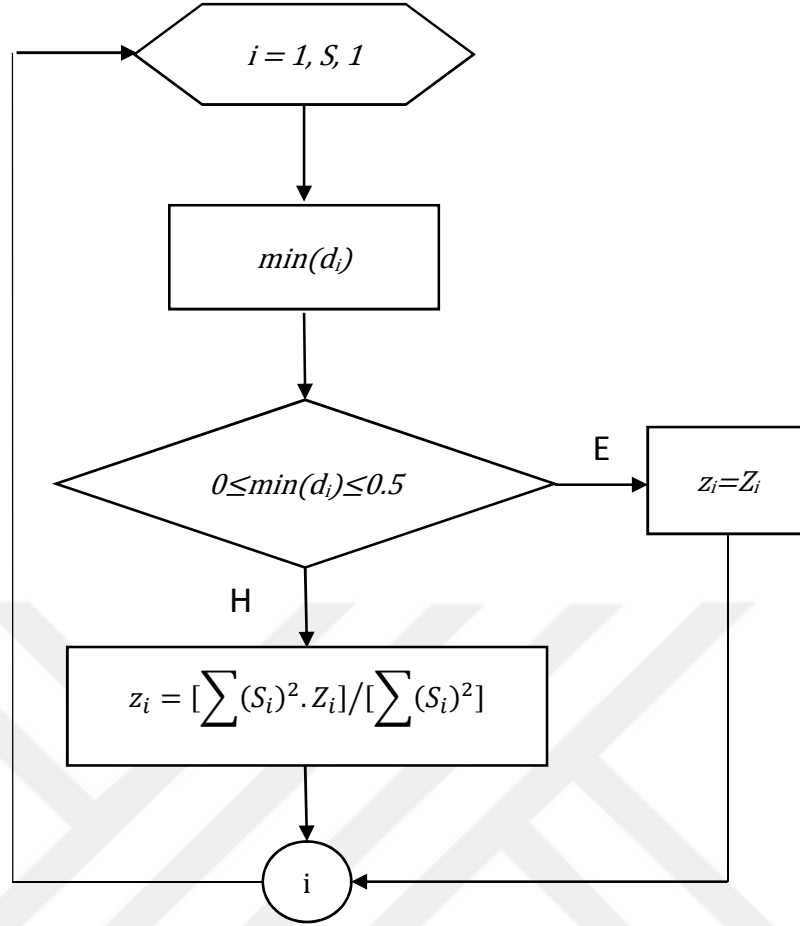 i = 1, S, 1
min(dᵢ)
0≤min(dᵢ)≤0.5
E
zᵢ=Zᵢ
H
zᵢ = [∑(Sᵢ)².Zᵢ]/[∑(Sᵢ)²]
i